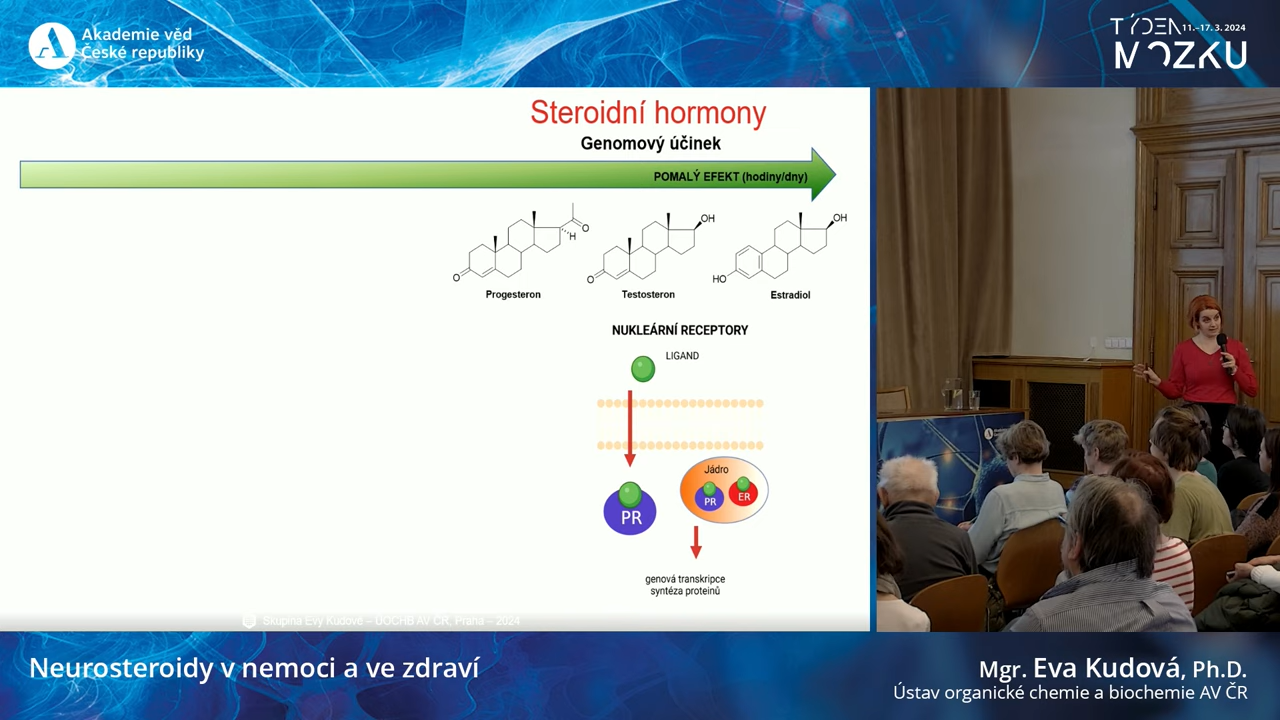 Akademie věd
České republiky
TÝDEN 11.–17. 3. 2024
MOZKU
Steroidní hormony
Genomový účinek
POMALÝ EFEKT (hodiny/dny)
O
H
O
Progesteron
OH
O
Testosteron
OH
HO
Estradiol
NUKLEÁRNÍ RECEPTORY
LIGAND
Jádro
PR
ER
PR
genová transkripce
syntéza proteinů
Skupina Evy Kudové – ÚOCHB AV ČR, Praha – 2024
Neurosteroidy v nemoci a ve zdraví
Mgr. Eva Kudová, Ph.D.
Ústav organické chemie a biochemie AV ČR